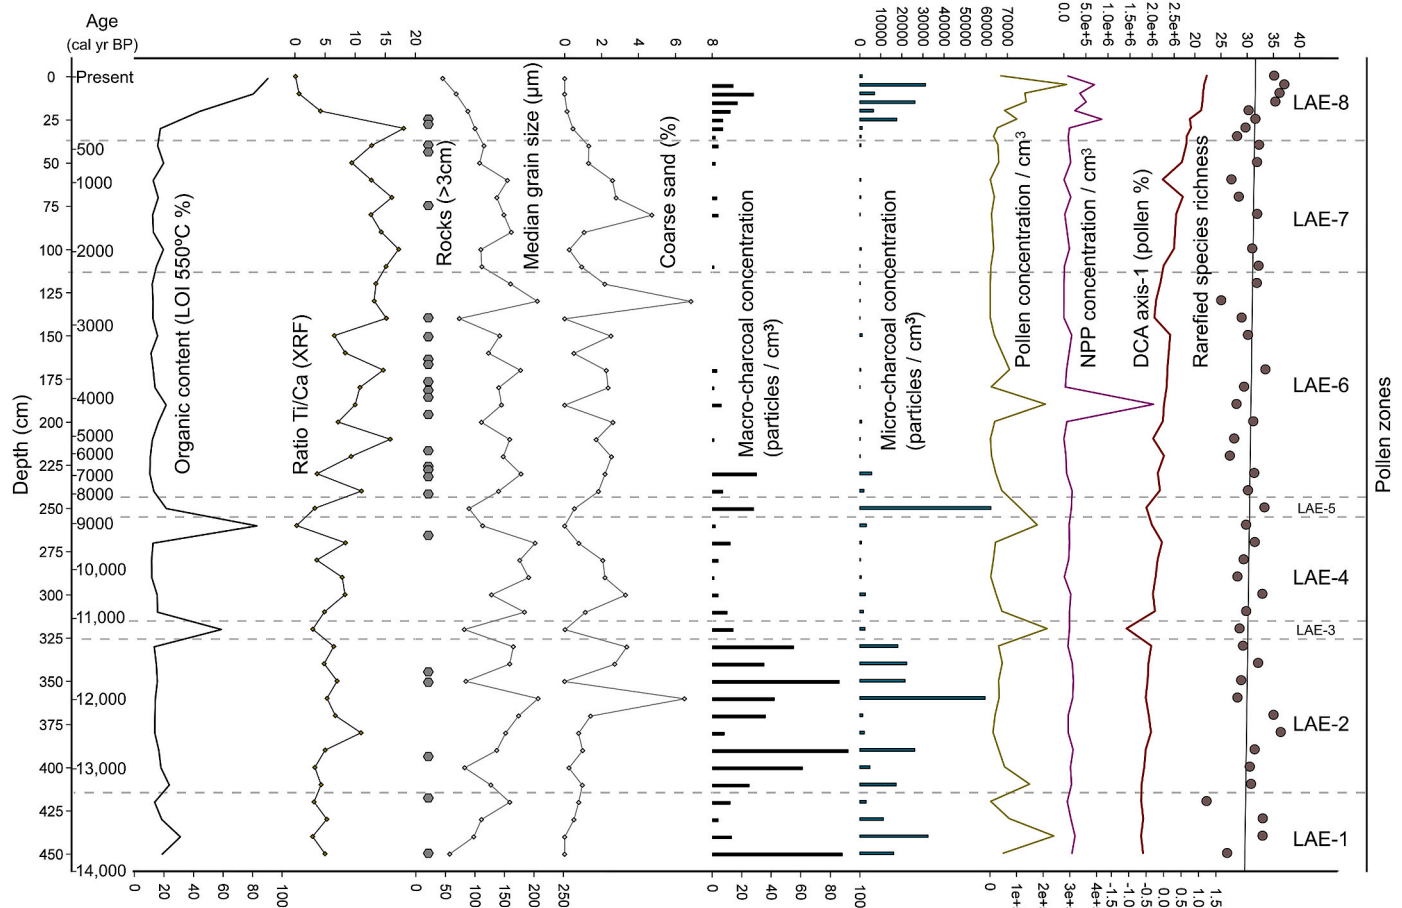 Age
(cal yr BP)
0 5 10 15 20
0 2 4 6 8
0 100000 200000 300000 400000 500000 600000 70000
0.0 5.0e+5 1.0e+6 1.5e+6 2.0e+6 2.5e+6
20 25 30 35 40
Depth (cm)
0
25
50
75
100
125
150
175
200
225
250
275
300
325
350
375
400
425
450
Present
500
1000
2000
3000
4000
5000
6000
7000
8000
9000
10,000
11,000
12,000
13,000
14,000
Organic content (LOI 550ºC %)
Ratio Ti/Ca (XRF)
Rocks (>3cm)
Median grain size (µm)
Coarse sand (%)
Macro-charcoal concentration
(particles / cm³)
Micro-charcoal concentration
(particles / cm³)
Pollen concentration / cm³
NPP concentration / cm³
DCA axis-1 (pollen %)
Rarefied species richness
LAE-8
LAE-7
LAE-6
LAE-5
LAE-4
LAE-3
LAE-2
LAE-1
Pollen zones
0 20 40 60 80 100
0 50 100 150 200 250
0 20 40 60 80 100
0 1e+ 2e+ 3e+ 4e+
-1.5 -1.0 -0.5 0.0 0.5 1.0 1.5